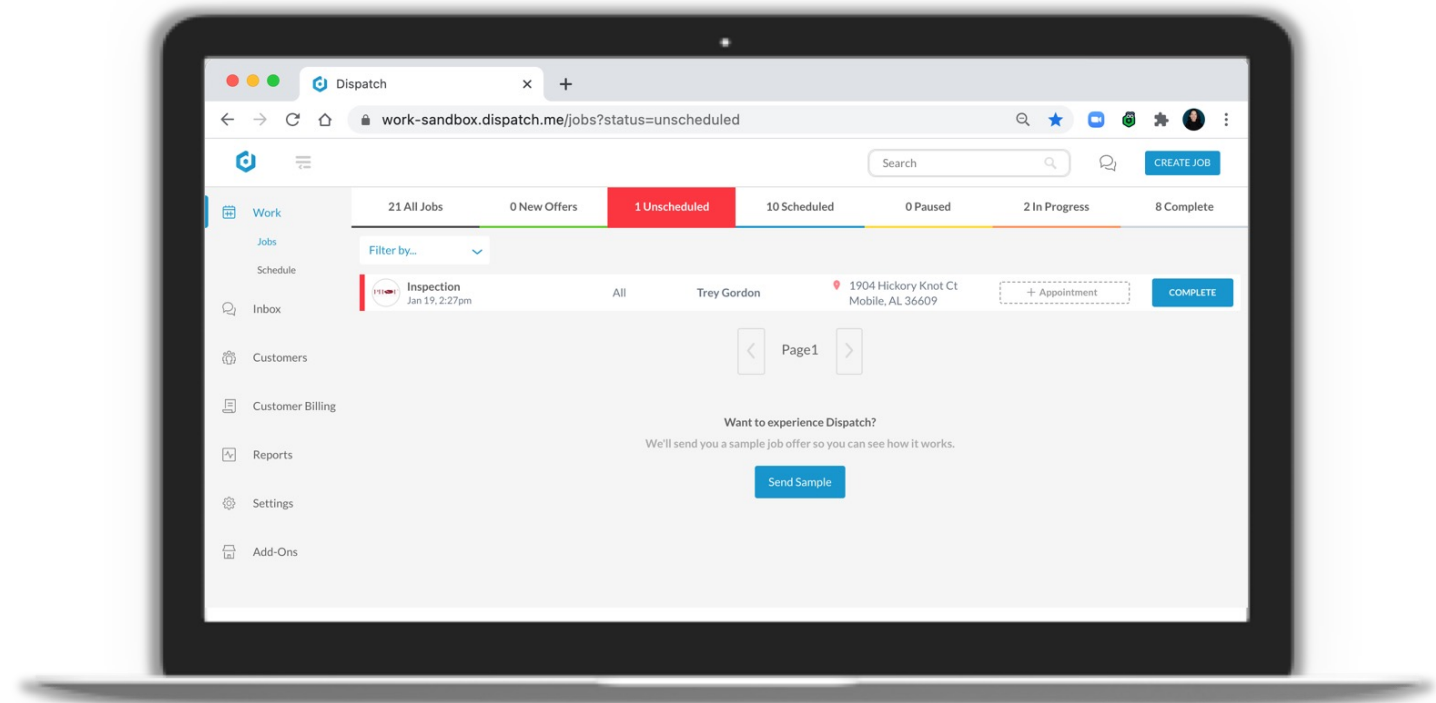 Dispatch
work-sandbox.dispatch.me/jobs?status=unscheduled
Search
CREATE JOB
Work
Jobs
Schedule
Inbox
Customers
Customer Billing
Reports
Settings
Add-Ons
21 All Jobs
0 New Offers
1 Unscheduled
10 Scheduled
0 Paused
2 In Progress
8 Complete
Filter by...
Inspection
Jan 19, 2:27pm
All
Trey Gordon
1904 Hickory Knot Ct
Mobile, AL 36609
+ Appointment
COMPLETE
Page1
Want to experience Dispatch?
We'll send you a sample job offer so you can see how it works.
Send Sample